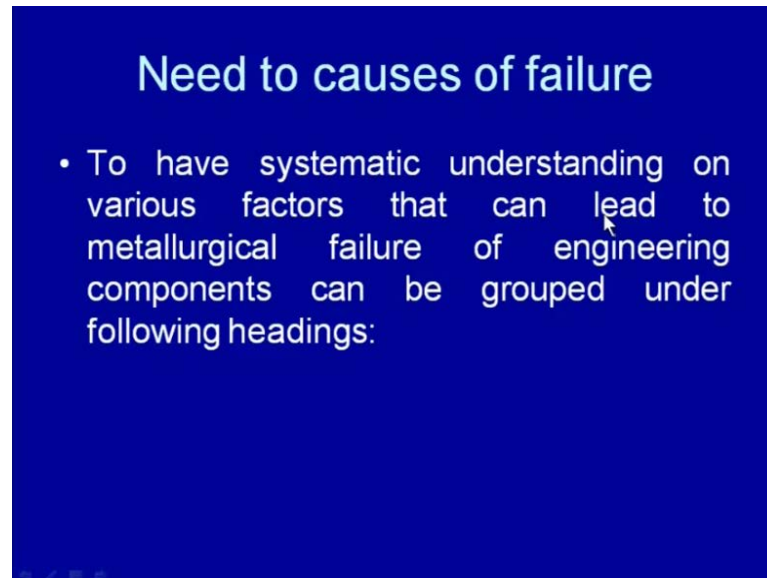 Need to causes of failure
• To have systematic understanding on
various factors that can lead to
metallurgical failure of engineering
components can be grouped under
following headings: